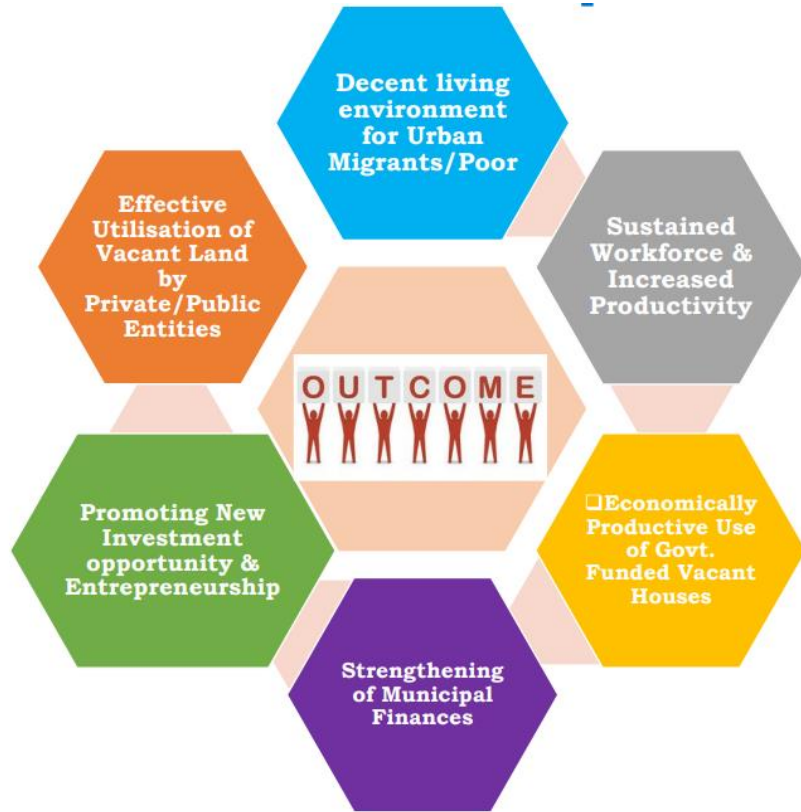 Decent living
environment
for Urban
Migrants/Poor
Effective
Utilisation of
Vacant Land
by
Private/Public
Entities
Sustained
Workforce &
Increased
Productivity
OUTCOME
Promoting New
Investment
opportunity &
Entrepreneurship
❑Economically
Productive Use
of Govt.
Funded Vacant
Houses
Strengthening
of Municipal
Finances